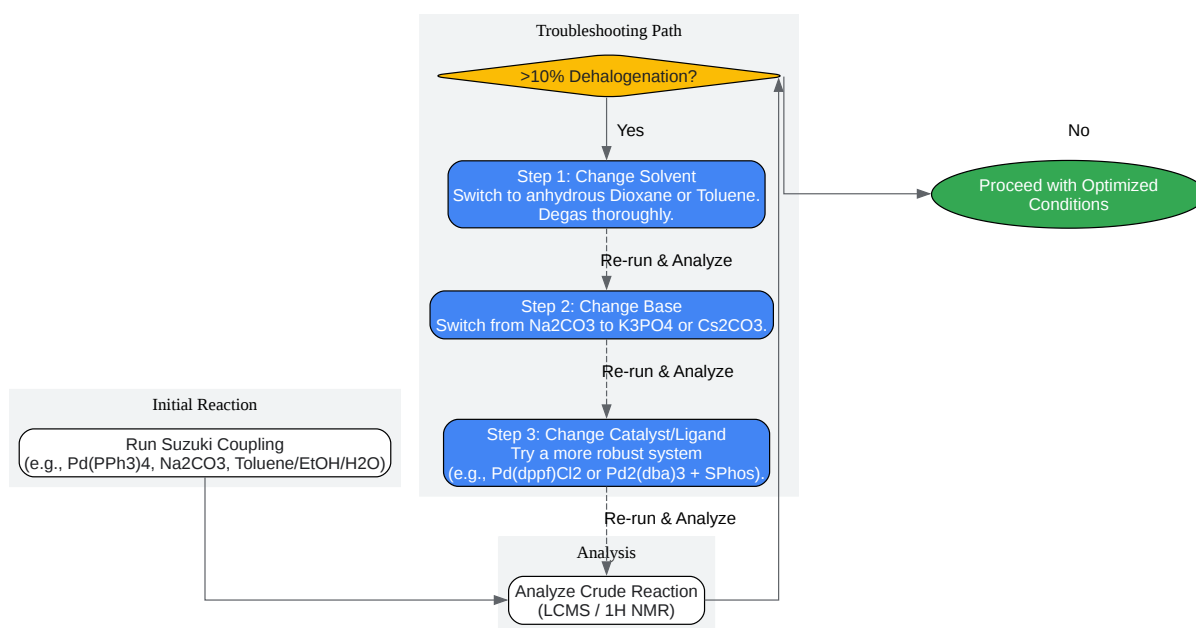 Troubleshooting Path
>10% Dehalogenation?
Yes
No
Step 1: Change Solvent
Switch to anhydrous Dioxane or Toluene.
Degas thoroughly.
Proceed with Optimized
Conditions
Re-run & Analyze
Step 2: Change Base
Switch from Na2CO3 to K3PO4 or Cs2CO3.
Re-run & Analyze
Initial Reaction
Run Suzuki Coupling
(e.g., Pd(PPh3)4, Na2CO3, Toluene/EtOH/H2O)
Step 3: Change Catalyst/Ligand
Try a more robust system
(e.g., Pd(dppf)Cl2 or Pd2(dba)3 + SPhos).
Re-run & Analyze
Analysis
Analyze Crude Reaction
(LCMS / 1H NMR)